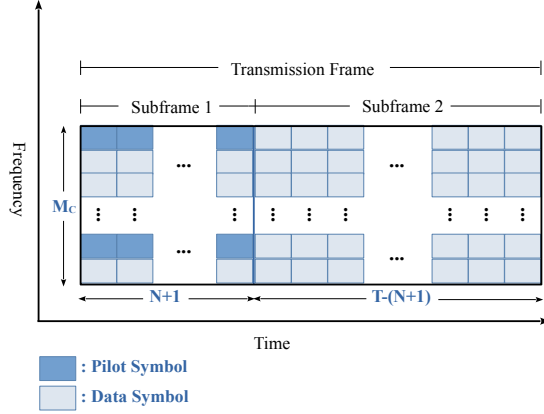 Transmission Frame
Subframe 1
Subframe 2
Frequency
M_C
...
...
...
...
N+1
T-(N+1)
Time
: Pilot Symbol
: Data Symbol